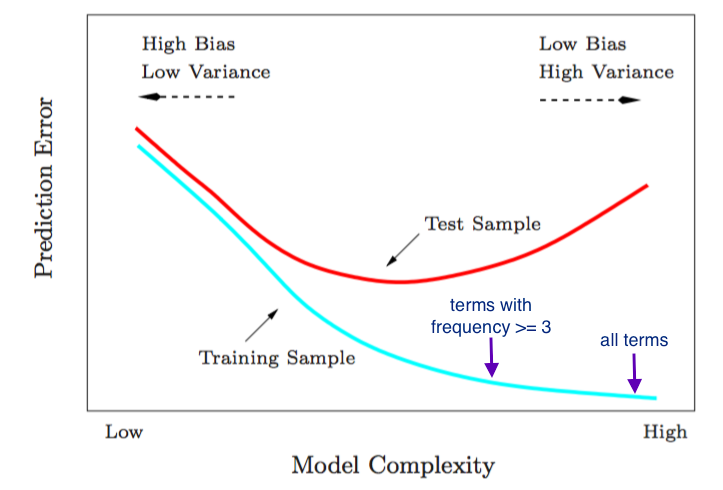 High Bias
Low Variance
Low Bias
High Variance
Prediction Error
Test Sample
terms with
frequency >= 3
all terms
Training Sample
Low
High
Model Complexity